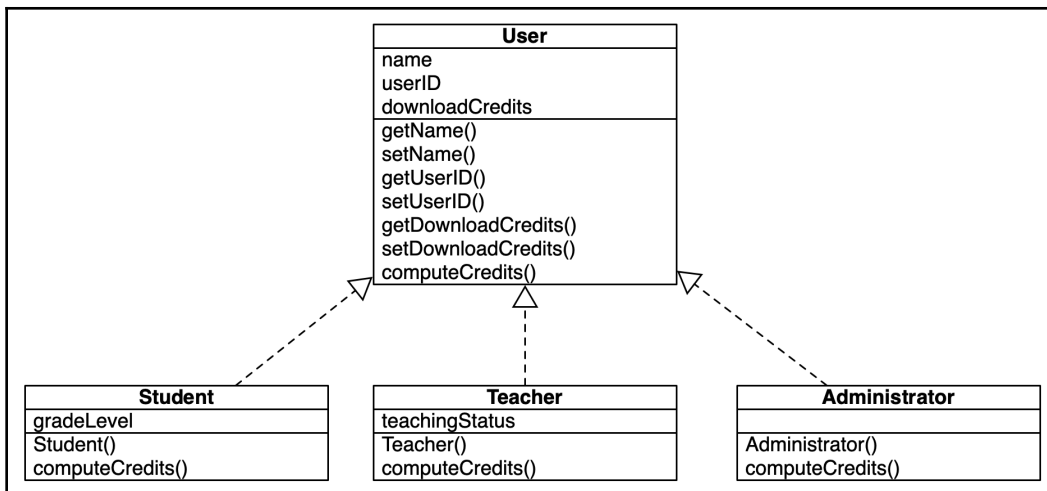 User
name
userID
downloadCredits
getName()
setName()
getUserID()
setUserID()
getDownloadCredits()
setDownloadCredits()
computeCredits()
Student
gradeLevel
Student()
computeCredits()
Teacher
teachingStatus
Teacher()
computeCredits()
Administrator
Administrator()
computeCredits()